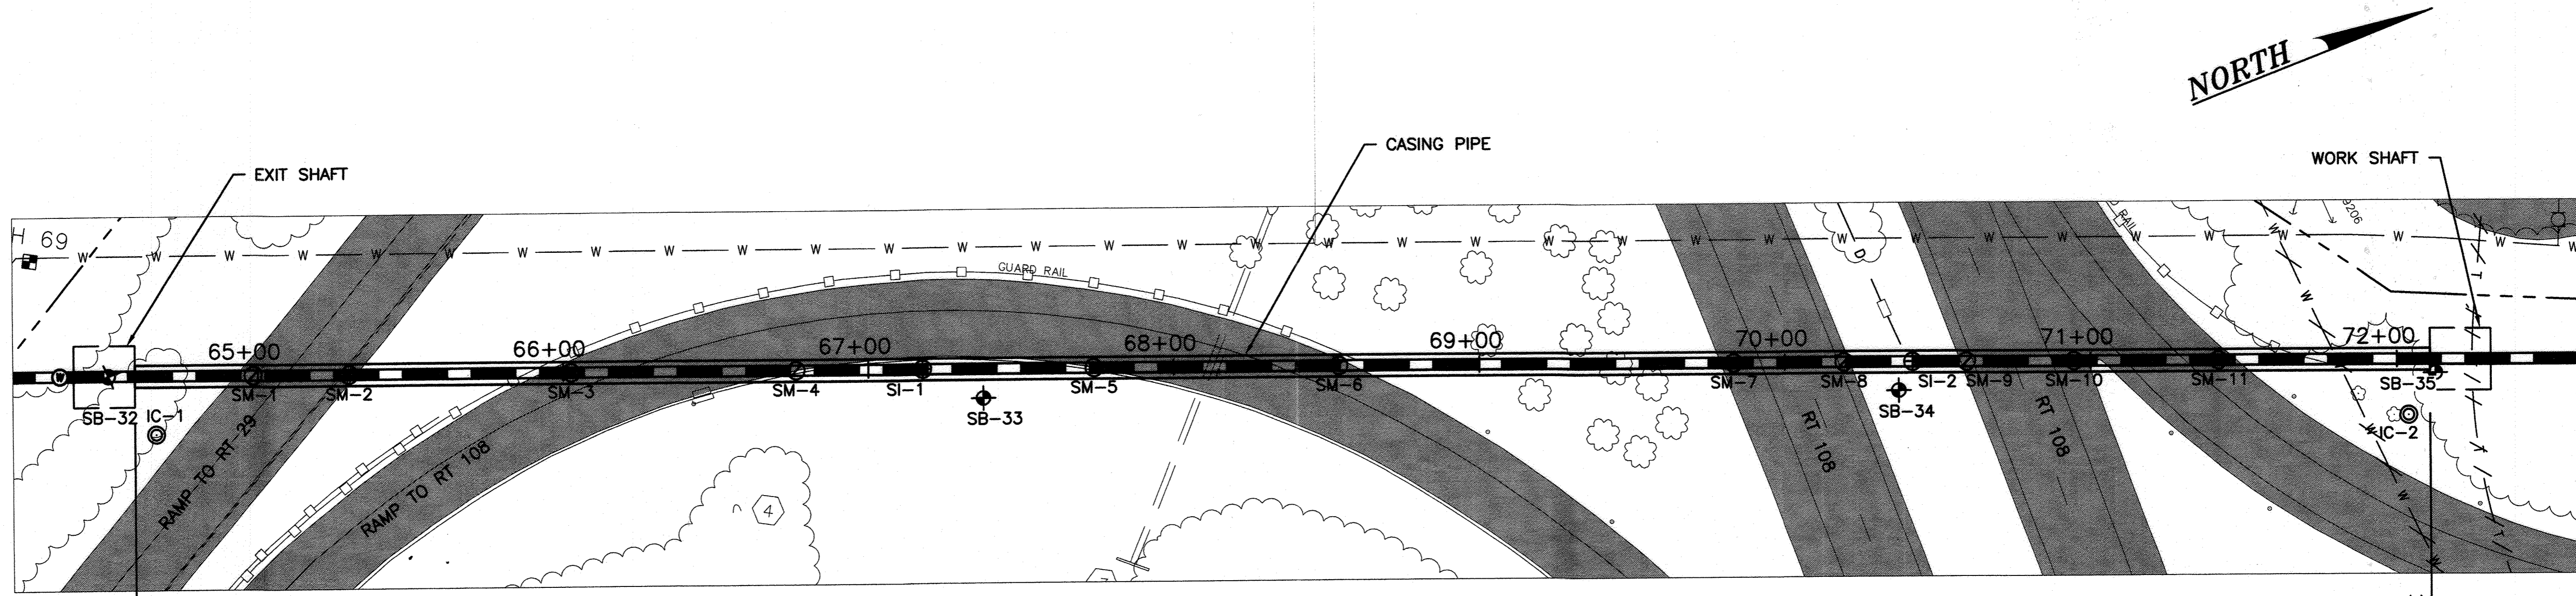 NORTH
EXIT SHAFT
CASING PIPE
WORK SHAFT
H 69
W W W W W W W W W W W W W W W W W W W W W W W W W W W W W W W W W W
GUARD RAIL
D
RAIL
9206
T
W
65+00
66+00
67+00
68+00
69+00
70+00
71+00
72+00
W
SM-1
SM-2
SM-3
SM-4
SI-1
SM-5
SM-6
SM-7
SM-8
SI-2
SM-9
SM-10
SM-11
SB-35
SB-32
IC-1
SB-33
SB-34
IC-2
RAMP TO RT-29
RAMP TO RT 108
RT 108
RT 108
4
W
T
W
T
W